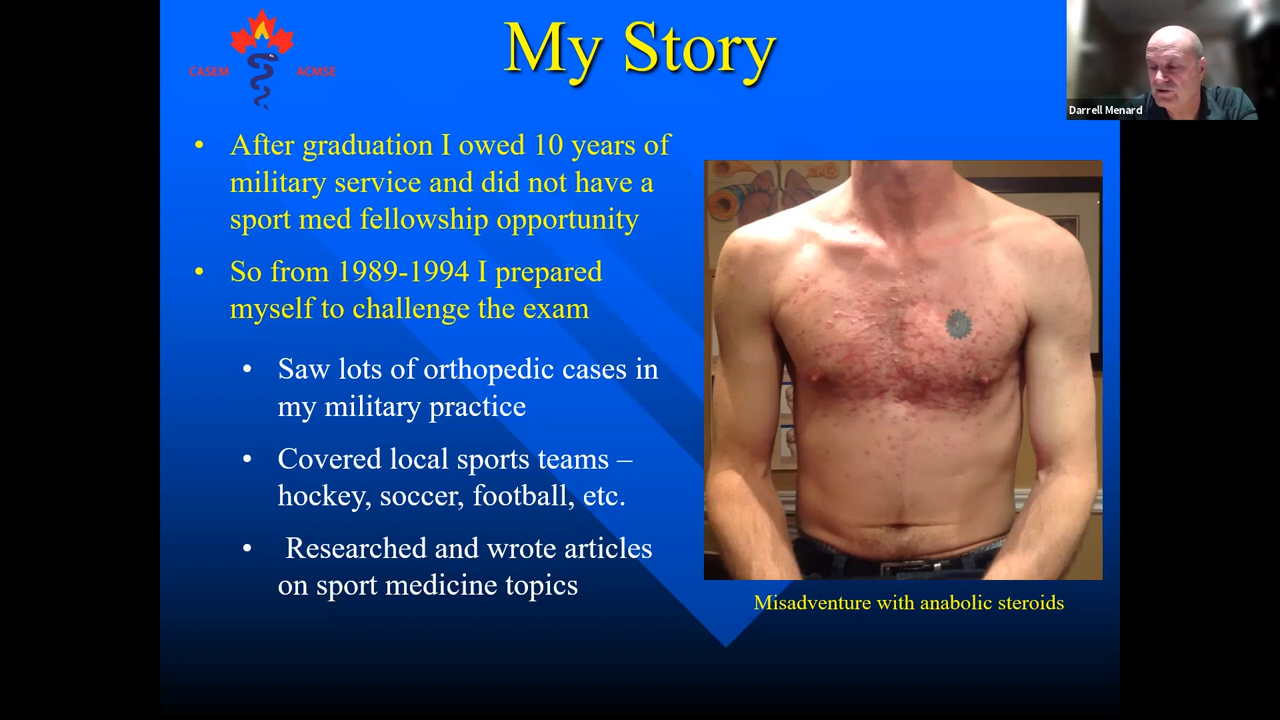 My Story
CASEM ACMSE
Darrell Menard
• After graduation I owed 10 years of
military service and did not have a
sport med fellowship opportunity
• So from 1989-1994 I prepared
myself to challenge the exam
• Saw lots of orthopedic cases in
my military practice
• Covered local sports teams –
hockey, soccer, football, etc.
• Researched and wrote articles
on sport medicine topics
Misadventure with anabolic steroids